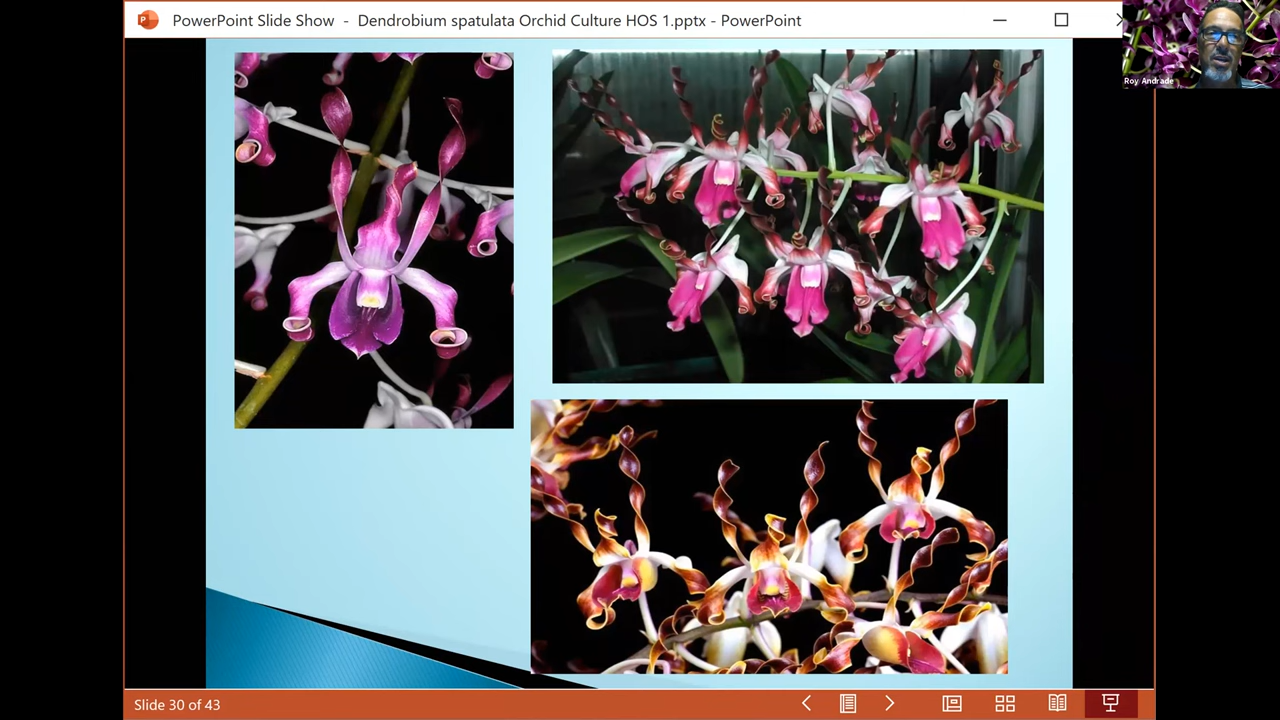 PowerPoint Slide Show - Dendrobium spatulata Orchid Culture HOS 1.pptx - PowerPoint
Roy Andrade
Slide 30 of 43